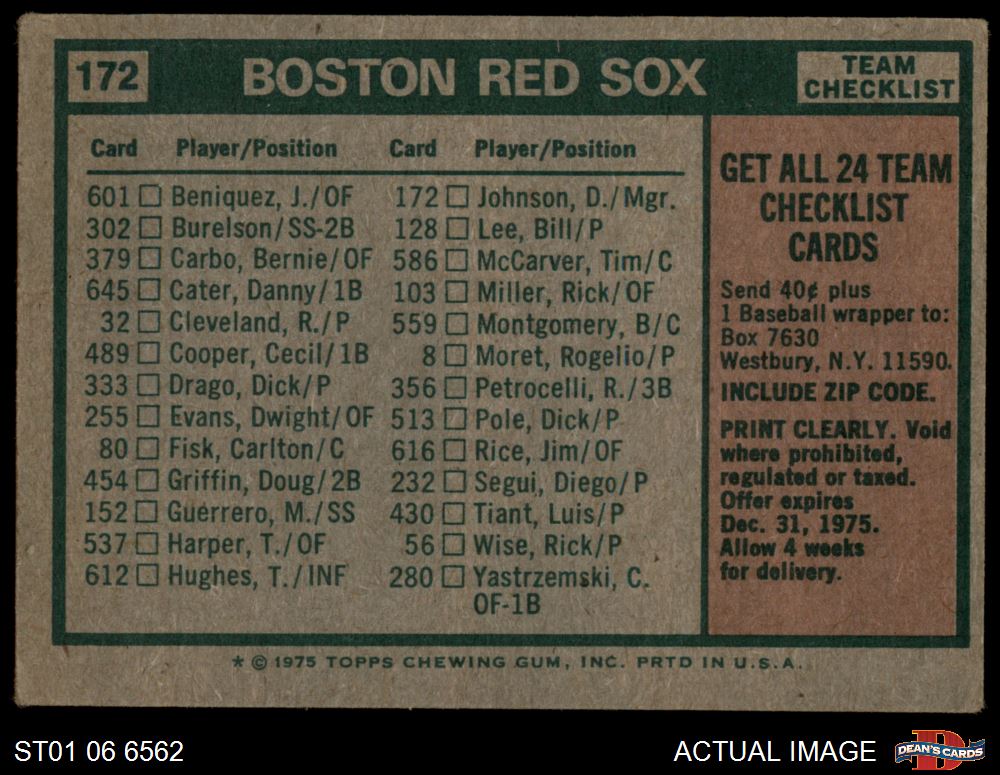 172
BOSTON RED SOX
TEAM
CHECKLIST
Card Player/Position
601 Beniquez, J./OF
302 Burelson/SS-2B
379 Carbo, Bernie/OF
645 Cater, Danny/1B
32 Cleveland, R./P
489 Cooper, Cecil/1B
333 Drago, Dick/P
255 Evans, Dwight/OF
80 Fisk, Carlton/C
454 Griffin, Doug/2B
152 Guerrero, M./SS
537 Harper, T./OF
612 Hughes, T./INF
Card Player/Position
172 Johnson, D./Mgr.
128 Lee, Bill/P
586 McCarver, Tim/C
103 Miller, Rick/OF
559 Montgomery, B/C
8 Moret, Rogelio/P
356 Petrocelli, R./3B
513 Pole, Dick/P
616 Rice, Jim/OF
232 Segui, Diego/P
430 Tiant, Luis/P
56 Wise, Rick/P
280 Yastrzemski, C.
OF-1B
GET ALL 24 TEAM
CHECKLIST
CARDS
Send 40¢ plus
1 Baseball wrapper to:
Box 7630
Westbury, N.Y. 11590.
INCLUDE ZIP CODE.
PRINT CLEARLY. Void
where prohibited,
regulated or taxed.
Offer expires
Dec. 31, 1975.
Allow 4 weeks
for delivery.
* © 1975 TOPPS CHEWING GUM, INC. PRTD IN U.S.A.
ST01 06 6562
ACTUAL IMAGE
DEAN'S CARDS